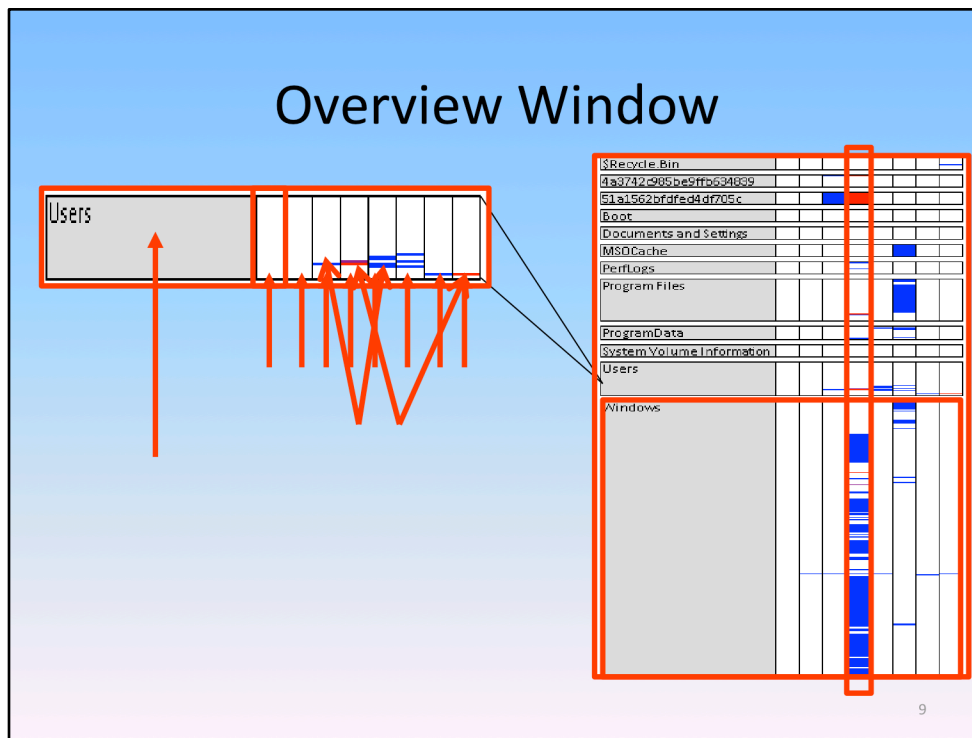 Overview Window
Users
$Recycle.Bin
4a3742c985be9ffb634839
51a1562bfdfed4df705c
Boot
Documents and Settings
MSOCache
PerfLogs
Program Files
ProgramData
System Volume Information
Users
Windows
9